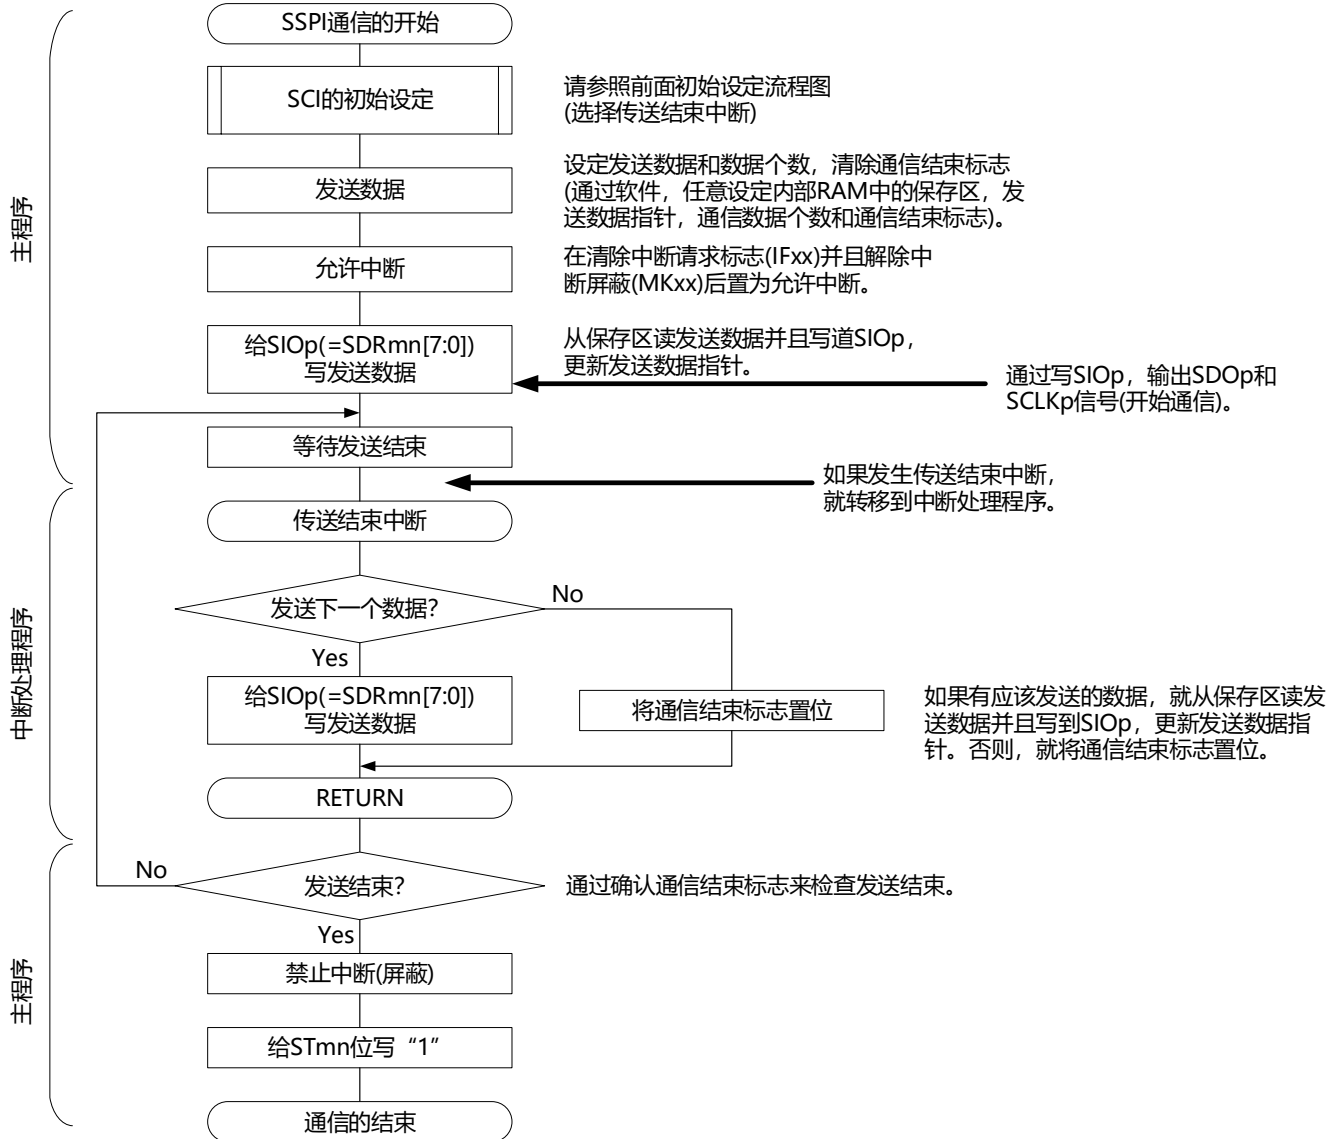 SSPI通信的开始
SCI的初始设定
请参照前面初始设定流程图
(选择传送结束中断)
主程序
发送数据
设定发送数据和数据个数，清除通信结束标志
(通过软件，任意设定内部RAM中的保存区，发
送数据指针，通信数据个数和通信结束标志)。
允许中断
在清除中断请求标志(IFxx)并且解除中
断屏蔽(MKxx)后置为允许中断。
给SIOp(=SDRmn[7:0])
写发送数据
从保存区读发送数据并且写道SIOp，
更新发送数据指针。
通过写SIOp，输出SDOp和
SCLKp信号(开始通信)。
等待发送结束
如果发生传送结束中断，
就转移到中断处理程序。
传送结束中断
中断处理程序
发送下一个数据？
No
Yes
给SIOp(=SDRmn[7:0])
写发送数据
将通信结束标志置位
如果有应该发送的数据，就从保存区读发
送数据并且写到SIOp，更新发送数据指
针。否则，就将通信结束标志置位。
RETURN
No
发送结束？
通过确认通信结束标志来检查发送结束。
Yes
主程序
禁止中断(屏蔽)
给STmn位写“1”
通信的结束